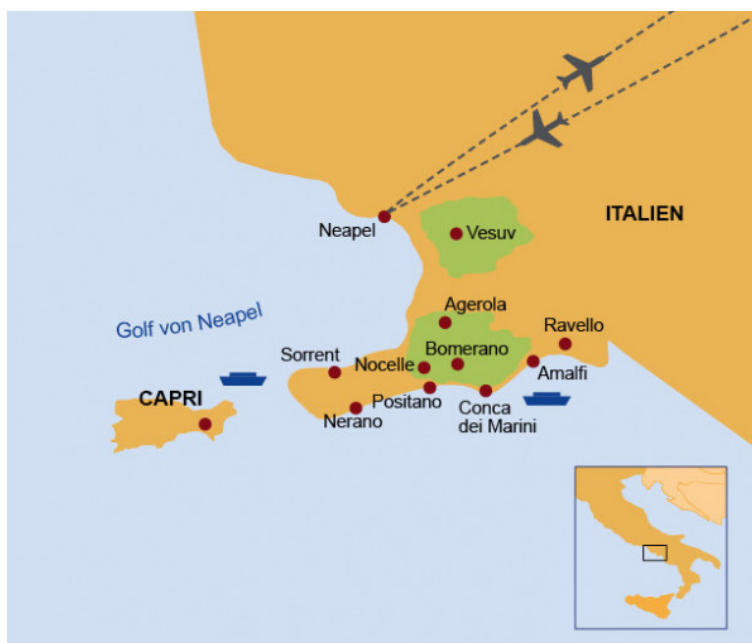 ITALIEN
Neapel
Vesuv
Golf von Neapel
Agerola
Ravello
Sorrent
Nocelle
Bomerano
Amalfi
CAPRI
Positano
Nerano
Conca
dei Marini